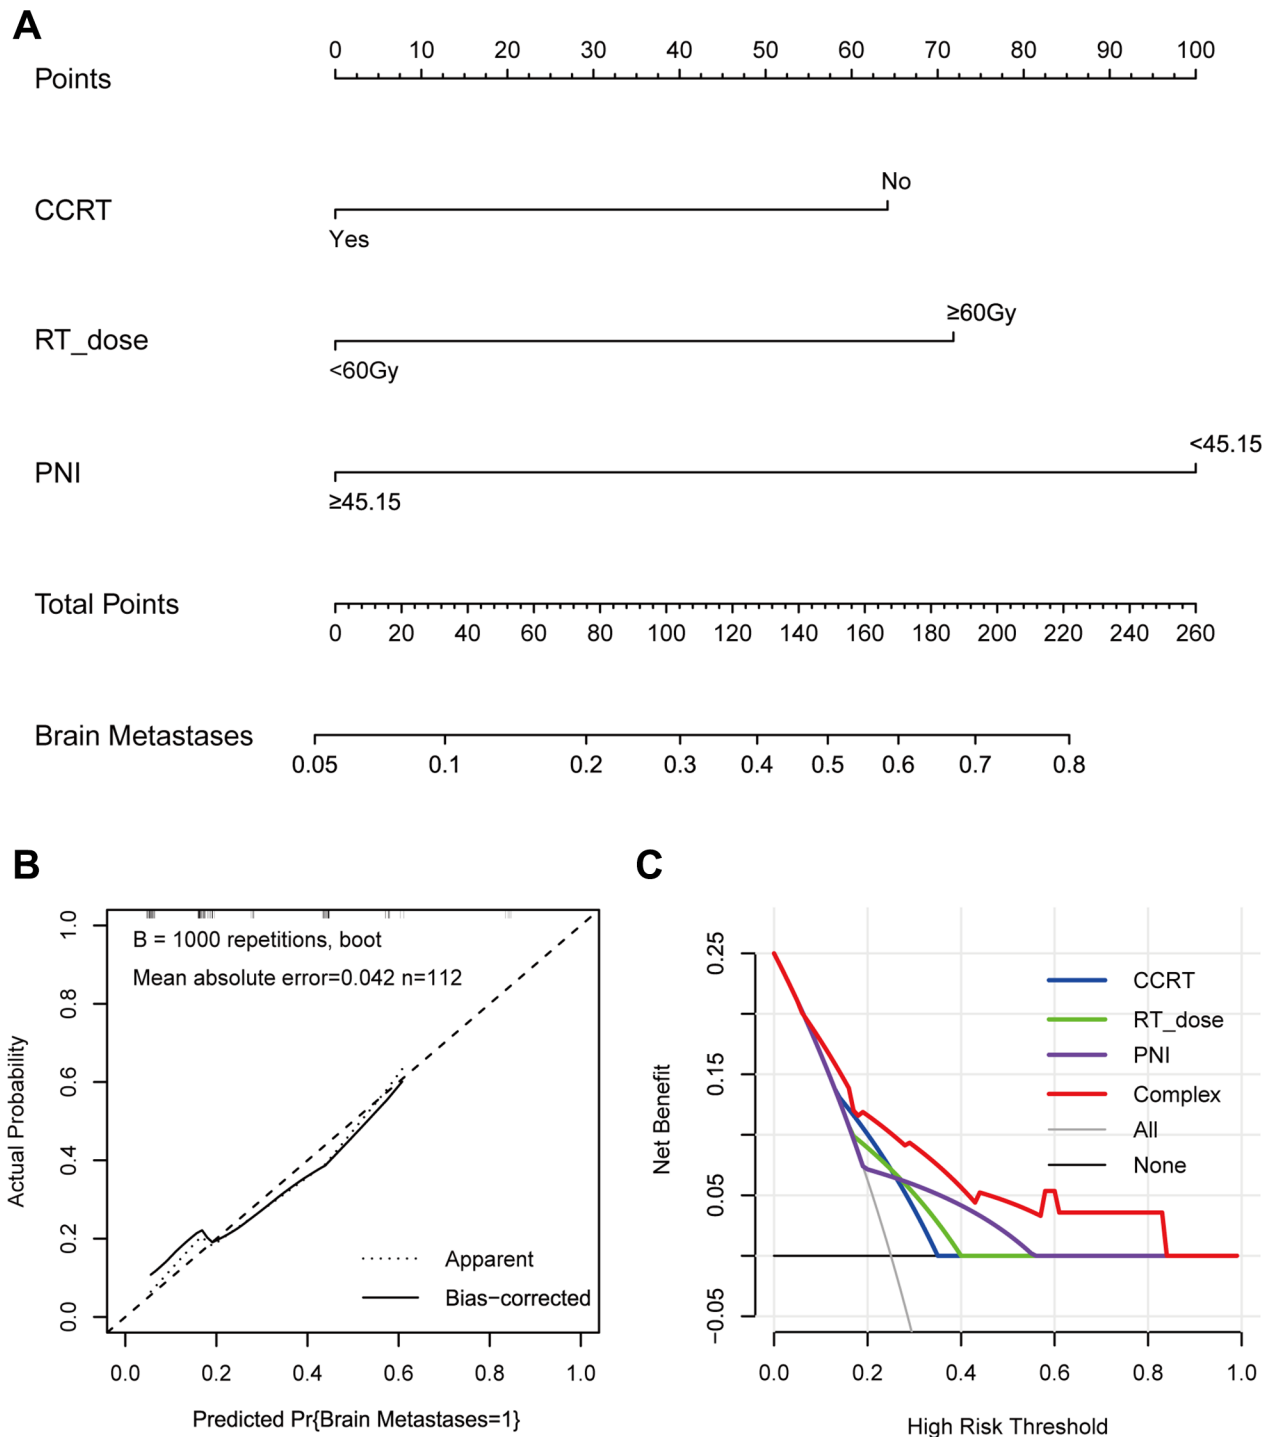 A
0 10 20 30 40 50 60 70 80 90 100
Points
No
CCRT
Yes
≥60Gy
RT_dose
<60Gy
<45.15
PNI
≥45.15
Total Points
0 20 40 60 80 100 120 140 160 180 200 220 240 260
Brain Metastases
0.05 0.1 0.2 0.3 0.4 0.5 0.6 0.7 0.8
B
B = 1000 repetitions, boot
Mean absolute error=0.042 n=112
Actual Probability
1.0
0.8
0.6
0.4
0.2
0.0
Apparent
Bias−corrected
0.0 0.2 0.4 0.6 0.8 1.0
Predicted Pr{Brain Metastases=1}
C
Net Benefit
0.25
0.15
0.05
−0.05
CCRT
RT_dose
PNI
Complex
All
None
0.0 0.2 0.4 0.6 0.8 1.0
High Risk Threshold